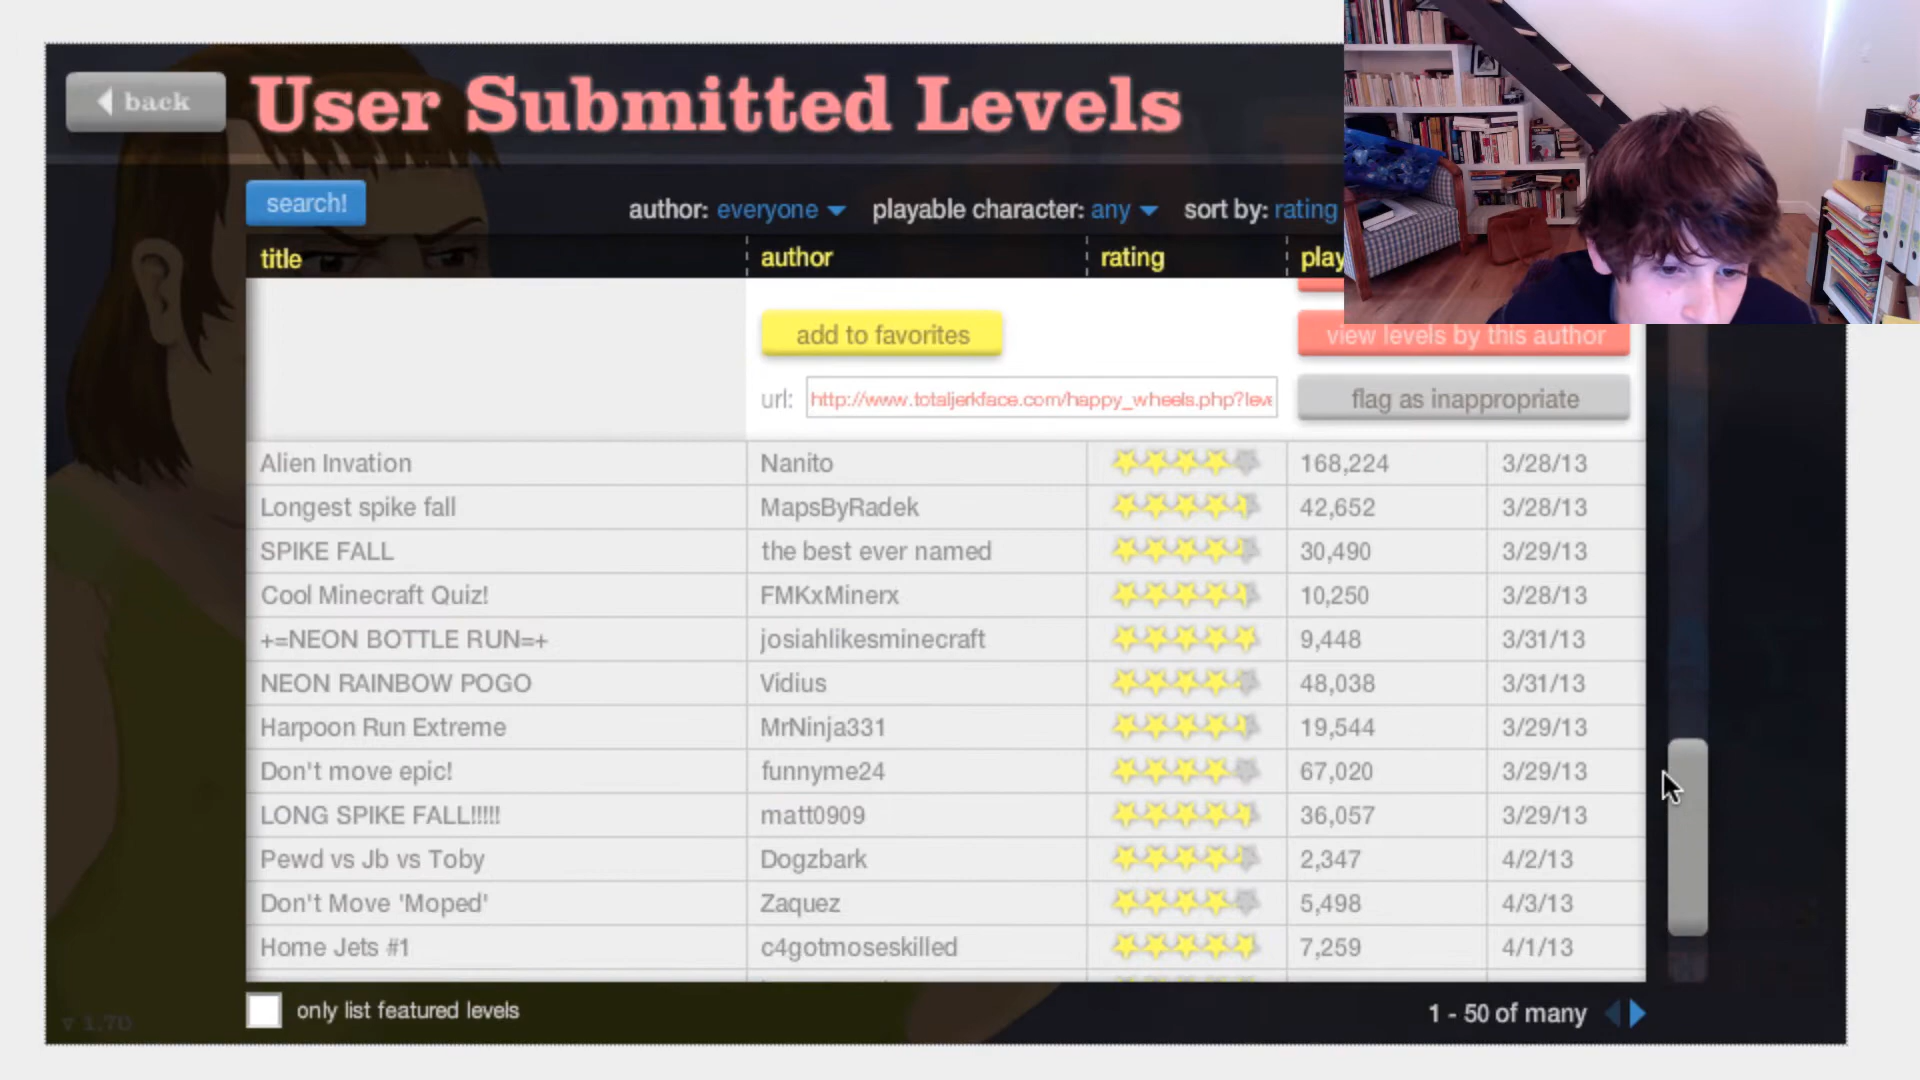 back
User Submitted Levels
search!
author: everyone playable character: any sort by: rating
title author rating play
add to favorites view levels by this author
url: http://www.totaljerkface.com/happy_wheels.php?leve flag as inappropriate
Alien Invation Nanito 168,224 3/28/13
Longest spike fall MapsByRadek 42,652 3/28/13
SPIKE FALL the best ever named 30,490 3/29/13
Cool Minecraft Quiz! FMKxMinerx 10,250 3/28/13
+=NEON BOTTLE RUN=+ josiahlikesminecraft 9,448 3/31/13
NEON RAINBOW POGO Vidius 48,038 3/31/13
Harpoon Run Extreme MrNinja331 19,544 3/29/13
Don't move epic! funnyme24 67,020 3/29/13
LONG SPIKE FALL!!!!! matt0909 36,057 3/29/13
Pewd vs Jb vs Toby Dogzbark 2,347 4/2/13
Don't Move 'Moped' Zaquez 5,498 4/3/13
Home Jets #1 c4gotmoseskilled 7,259 4/1/13
only list featured levels 1 - 50 of many
v 1.70